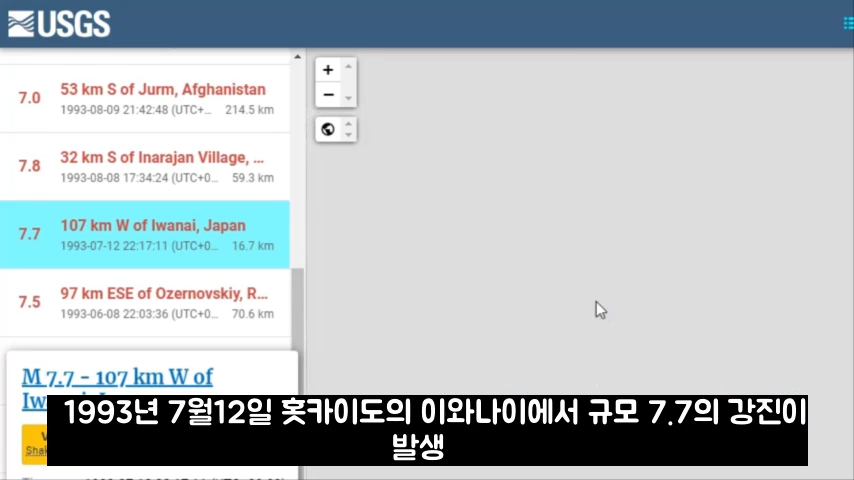 USGS
7.0
53 km S of Jurm, Afghanistan
1993-08-09 21:42:48 (UTC+... 214.5 km
7.8
32 km S of Inarajan Village, ...
1993-08-08 17:34:24 (UTC+0... 59.3 km
7.7
107 km W of Iwanai, Japan
1993-07-12 22:17:11 (UTC+0... 16.7 km
7.5
97 km ESE of Ozernovskiy, R...
1993-06-08 22:03:36 (UTC+0... 70.6 km
M 7.7 - 107 km W of
1993년 7월12일 홋카이도의 이와나이에서 규모 7.7의 강진이
발생